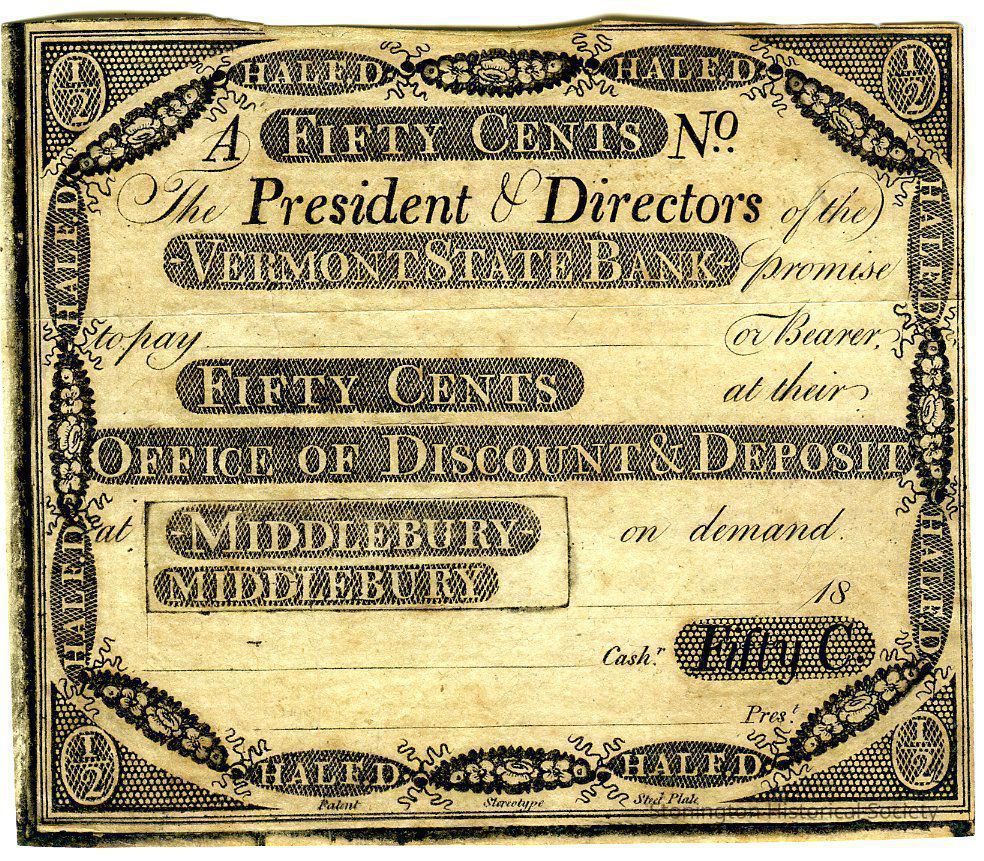 1/2 HALF.D. HALF.D. 1/2
A FIFTY CENTS No.
The President & Directors of the
-VERMONT STATE BANK- promise
to pay or Bearer,
FIFTY CENTS at their
OFFICE OF DISCOUNT & DEPOSIT
at -MIDDLEBURY- on demand.
MIDDLEBURY
18
Cash.r Fifty C.
Pres.t
HALF.D
HALF.D
HALF.D
HALF.D
1/2 HALF.D HALF.D 1/2
Patent Stereotype Steel Plate
Historical Society